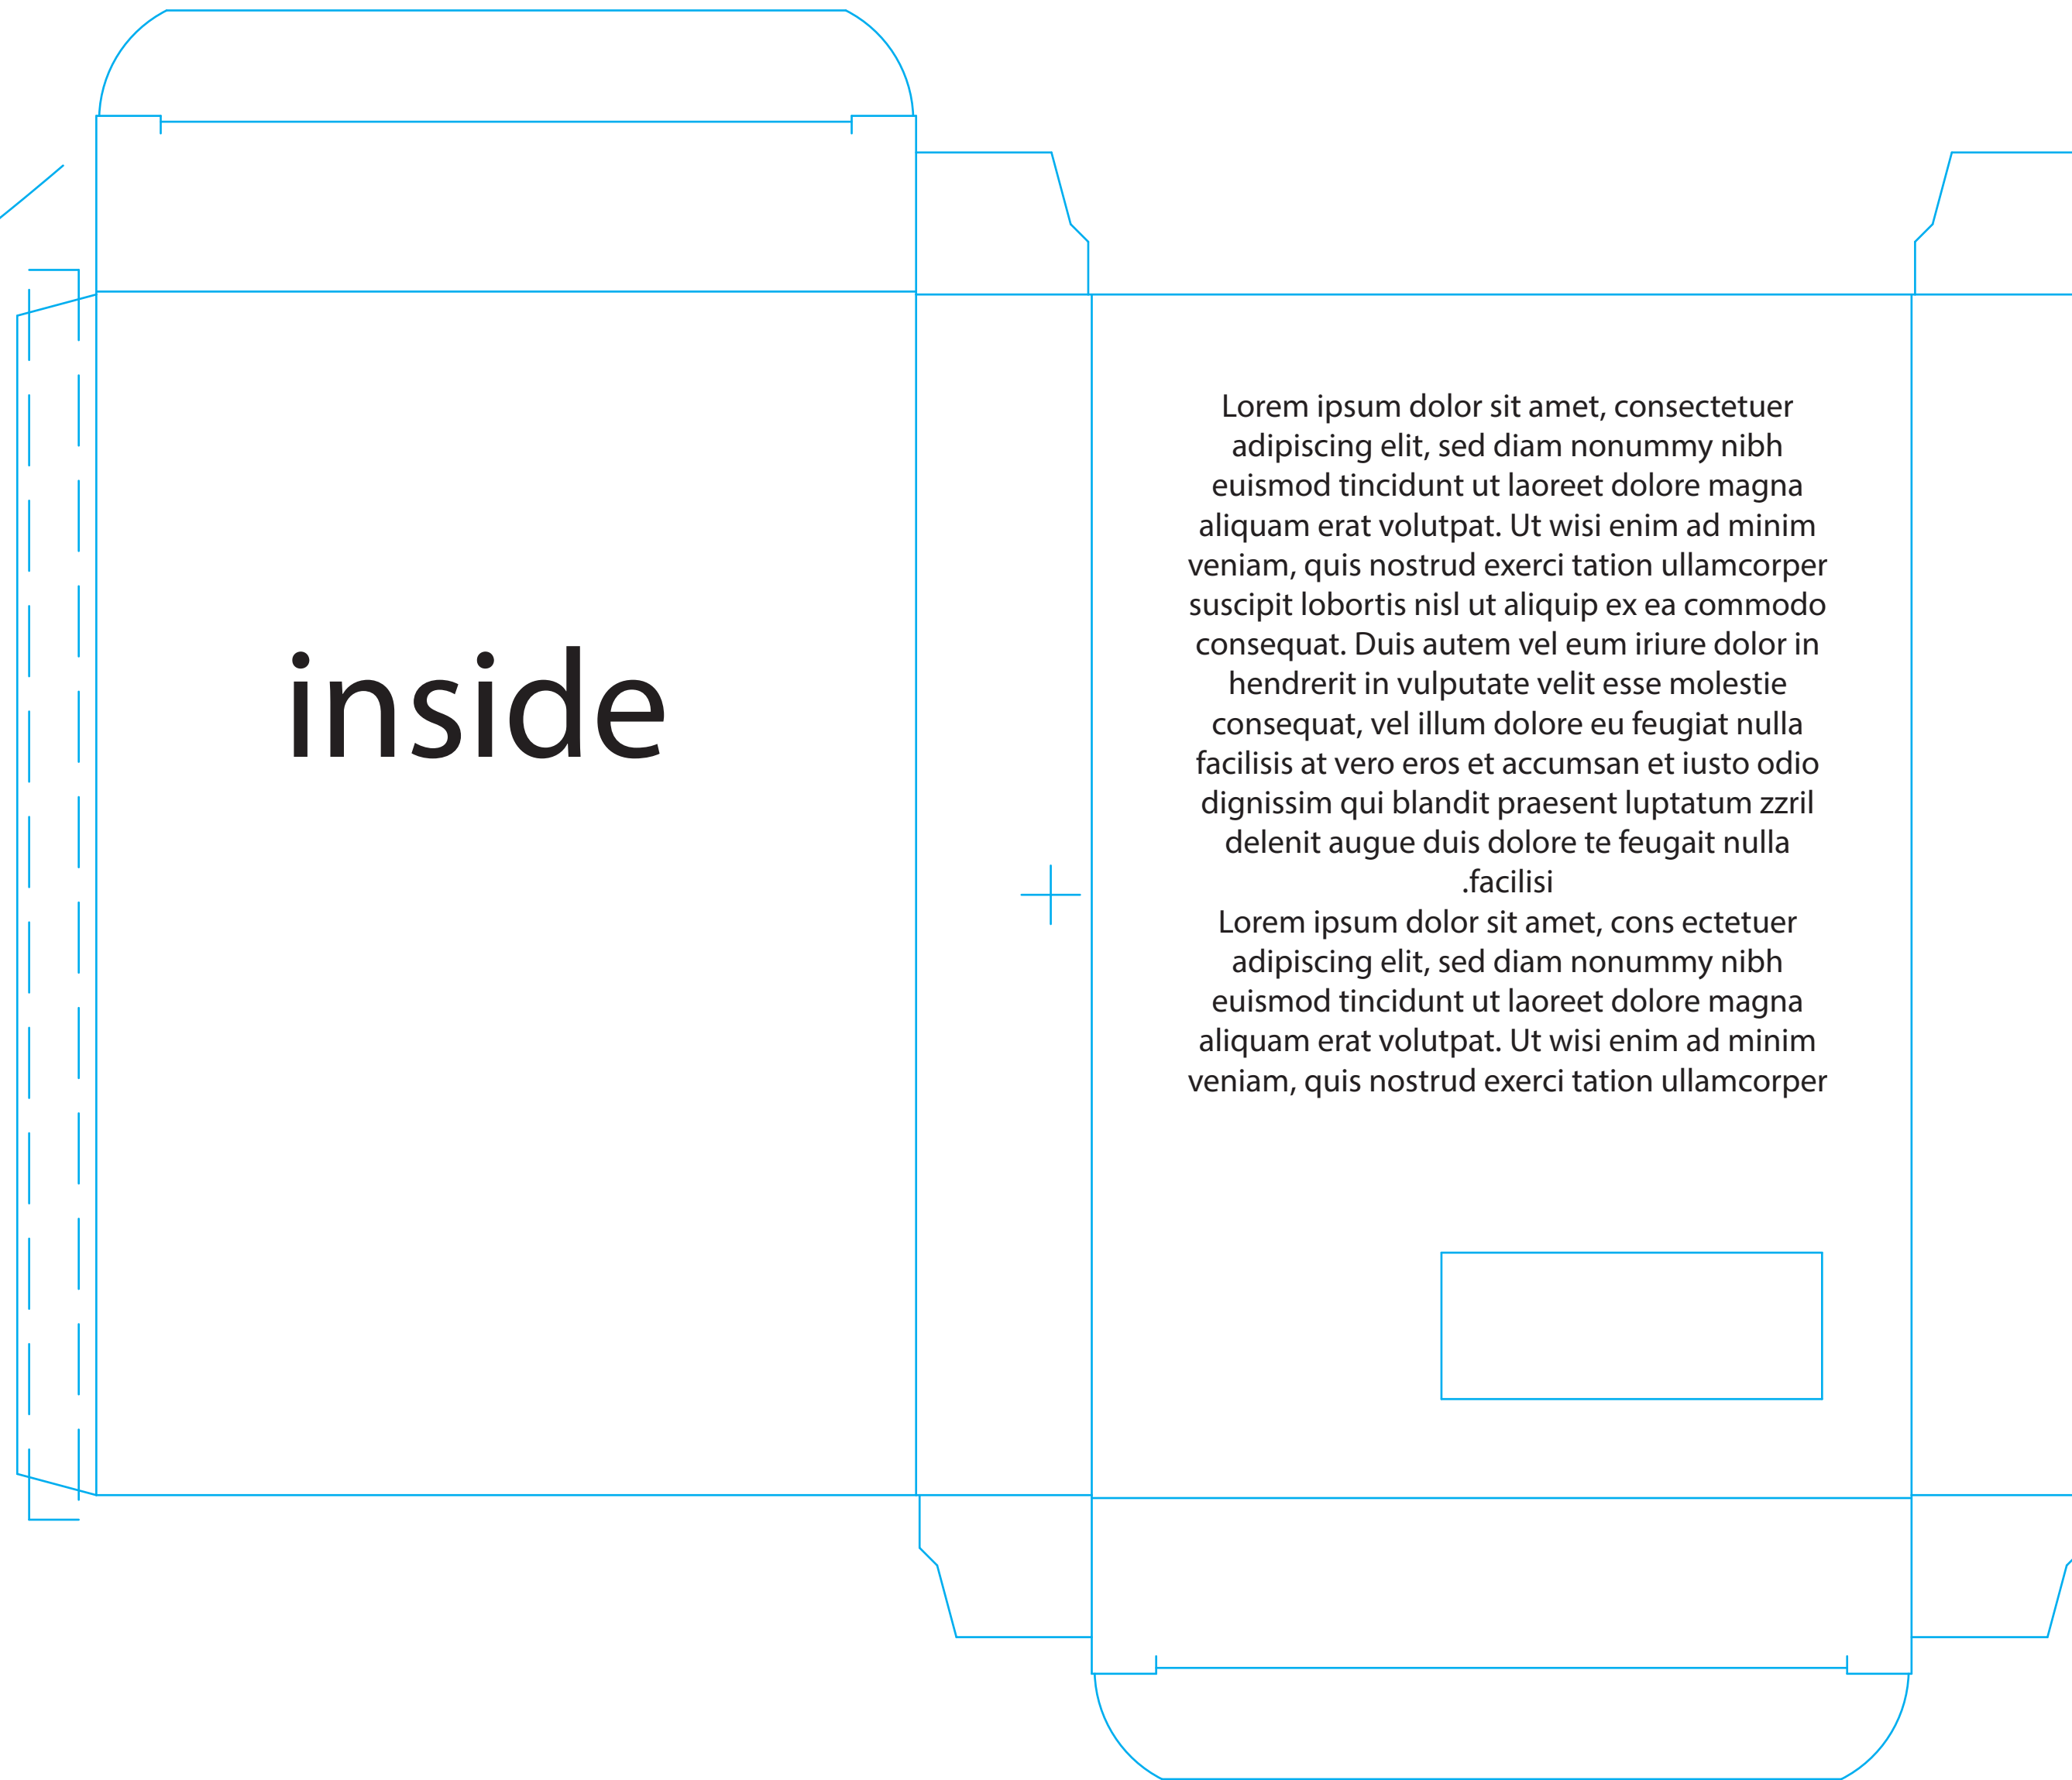 inside
Lorem ipsum dolor sit amet, consectetuer
adipiscing elit, sed diam nonummy nibh
euismod tincidunt ut laoreet dolore magna
aliquam erat volutpat. Ut wisi enim ad minim
veniam, quis nostrud exerci tation ullamcorper
suscipit lobortis nisl ut aliquip ex ea commodo
consequat. Duis autem vel eum iriure dolor in
hendrerit in vulputate velit esse molestie
consequat, vel illum dolore eu feugiat nulla
facilisis at vero eros et accumsan et iusto odio
dignissim qui blandit praesent luptatum zzril
delenit augue duis dolore te feugait nulla
.facilisi
Lorem ipsum dolor sit amet, cons ectetuer
adipiscing elit, sed diam nonummy nibh
euismod tincidunt ut laoreet dolore magna
aliquam erat volutpat. Ut wisi enim ad minim
veniam, quis nostrud exerci tation ullamcorper